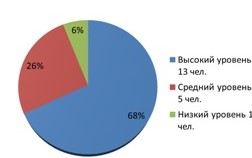 6%
26%
68%
Высокий уровень
13 чел.
Средний уровень
5 чел.
Низкий уровень 1
чел.